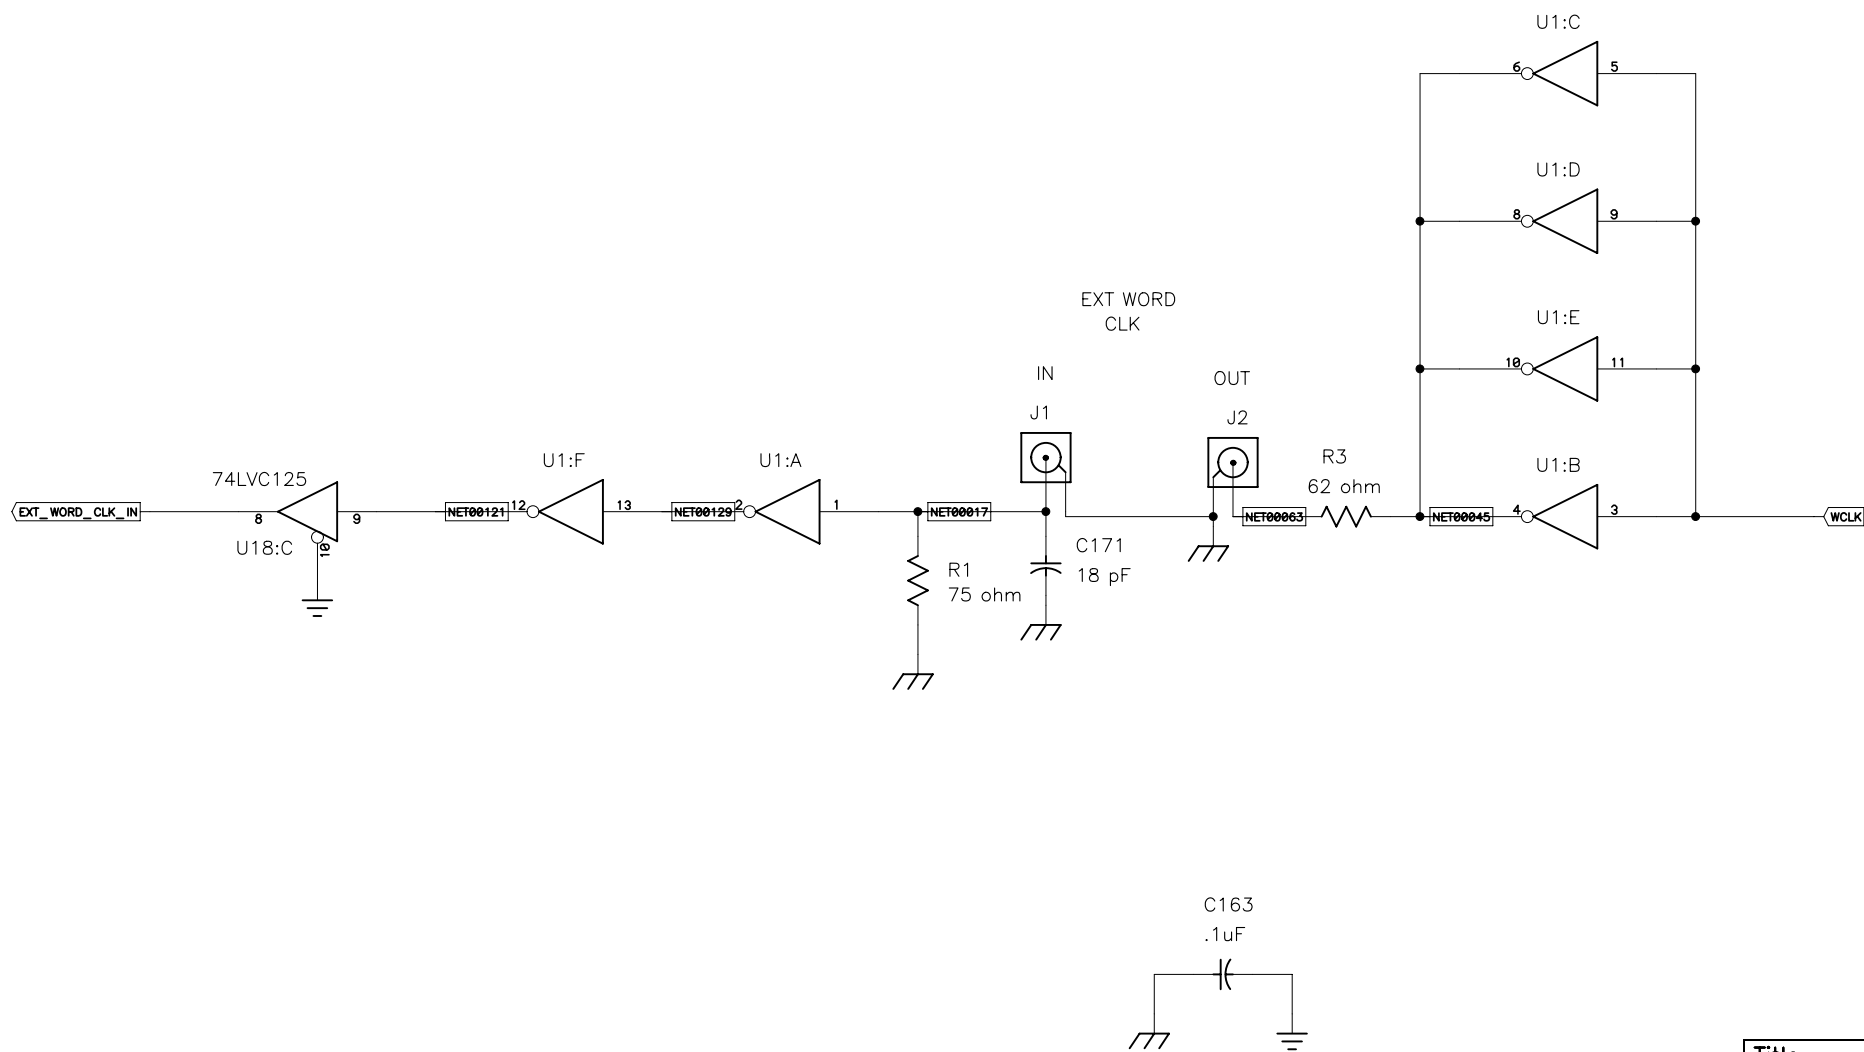 U1:C
6
5
U1:D
8
9
EXT WORD
CLK
U1:E
10
11
IN
OUT
J1
J2
R3
62 ohm
U1:B
74LVC125
U1:F
U1:A
EXT_WORD_CLK_IN
8
9
NET00121
12
13
NET00129
2
1
NET00017
NET00063
NET00045
4
3
WCLK
U18:C
10
C171
18 pF
R1
75 ohm
C163
.1uF
Title